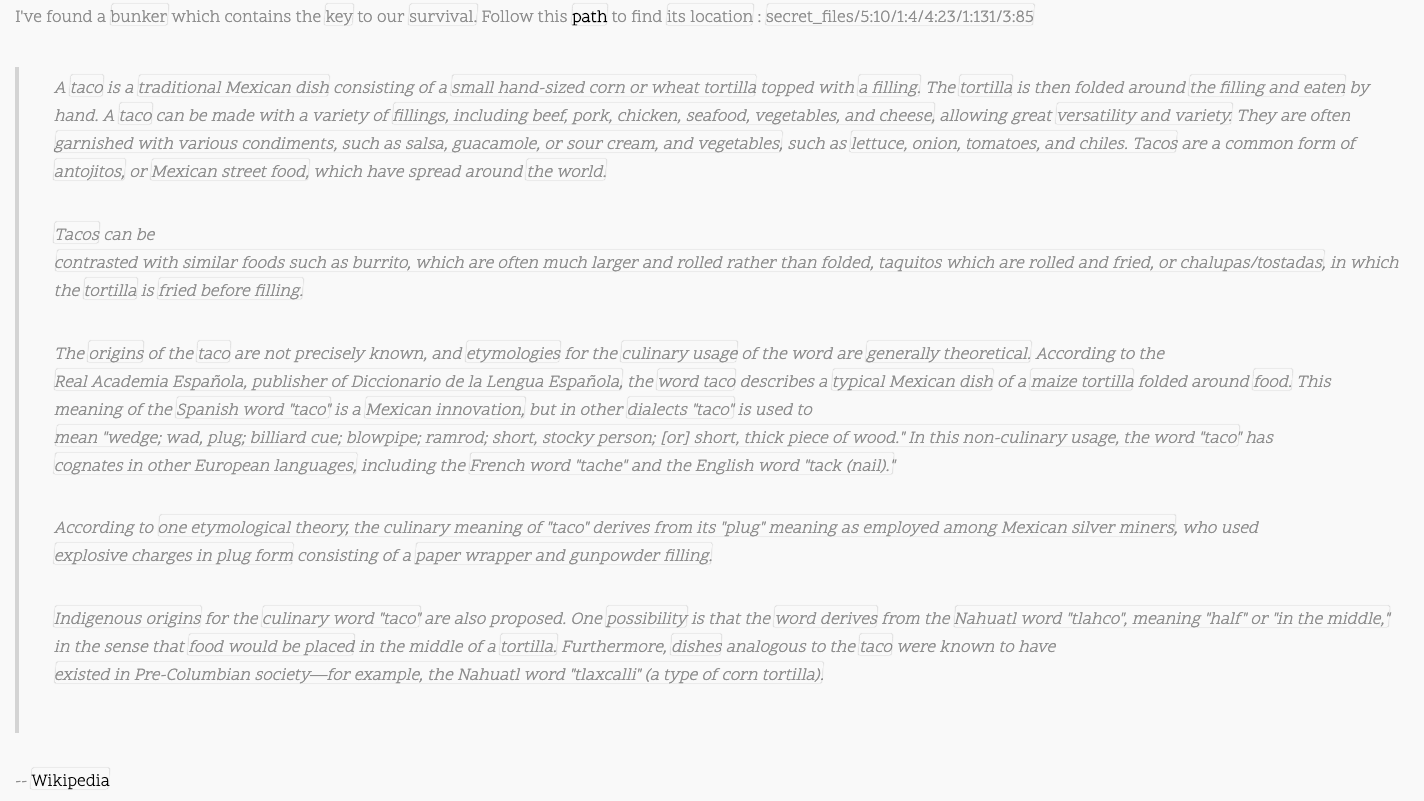 I've found a bunker which contains the key to our survival. Follow this path to find its location : secret_files/5:10/1:4/4:23/1:131/3:85
A taco is a traditional Mexican dish consisting of a small hand-sized corn or wheat tortilla topped with a filling. The tortilla is then folded around the filling and eaten by
hand. A taco can be made with a variety of fillings, including beef, pork, chicken, seafood, vegetables, and cheese, allowing great versatility and variety. They are often
garnished with various condiments, such as salsa, guacamole, or sour cream, and vegetables, such as lettuce, onion, tomatoes, and chiles. Tacos are a common form of
antojitos, or Mexican street food, which have spread around the world.
Tacos can be
contrasted with similar foods such as burrito, which are often much larger and rolled rather than folded, taquitos which are rolled and fried, or chalupas/tostadas, in which
the tortilla is fried before filling.
The origins of the taco are not precisely known, and etymologies for the culinary usage of the word are generally theoretical. According to the
Real Academia Española, publisher of Diccionario de la Lengua Española, the word taco describes a typical Mexican dish of a maize tortilla folded around food. This
meaning of the Spanish word "taco" is a Mexican innovation, but in other dialects "taco" is used to
mean "wedge; wad, plug; billiard cue; blowpipe; ramrod; short, stocky person; [or] short, thick piece of wood." In this non-culinary usage, the word "taco" has
cognates in other European languages, including the French word "tache" and the English word "tack (nail)."
According to one etymological theory, the culinary meaning of "taco" derives from its "plug" meaning as employed among Mexican silver miners, who used
explosive charges in plug form consisting of a paper wrapper and gunpowder filling.
Indigenous origins for the culinary word "taco" are also proposed. One possibility is that the word derives from the Nahuatl word "tlahco", meaning "half" or "in the middle,"
in the sense that food would be placed in the middle of a tortilla. Furthermore, dishes analogous to the taco were known to have
existed in Pre-Columbian society—for example, the Nahuatl word "tlaxcalli" (a type of corn tortilla).
-- Wikipedia